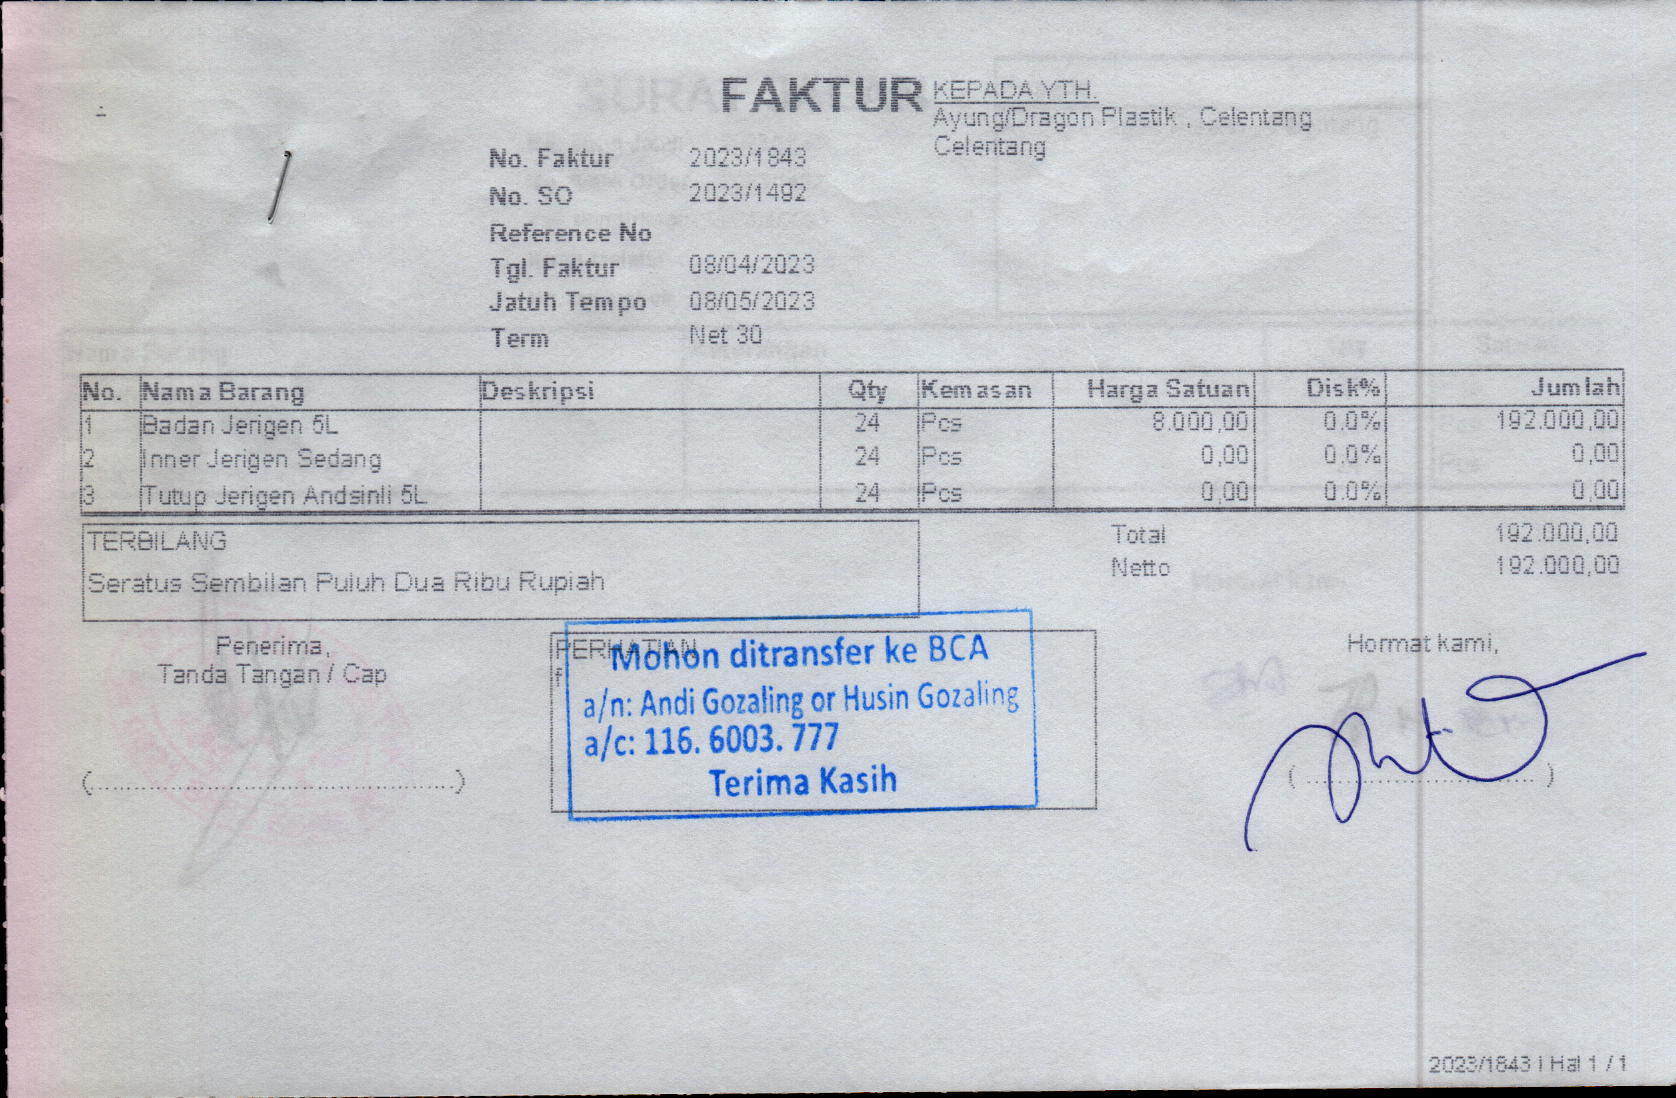 FAKTUR
KEPADA YTH.
Ayung/Dragon Plastik , Celentang
Celentang
No. Faktur 2023/1843
No. SO 2023/1492
Reference No
Tgl. Faktur 08/04/2023
Jatuh Tempo 08/05/2023
Term Net 30
No. Nama Barang Deskripsi Qty Kemasan Harga Satuan Disk% Jumlah
1 Badan Jerigen 5L 24 Pcs 8.000,00 0.0% 192.000,00
2 Inner Jerigen Sedang 24 Pcs 0,00 0.0% 0,00
3 Tutup Jerigen Andsinli 5L 24 Pcs 0,00 0.0% 0,00
TERBILANG
Seratus Sembilan Puluh Dua Ribu Rupiah
Total 192.000,00
Netto 192.000,00
Penerima,
Tanda Tangan / Cap
(..................................................)
PERHATIAN
f
Mohon ditransfer ke BCA
a/n: Andi Gozaling or Husin Gozaling
a/c: 116. 6003. 777
Terima Kasih
Hormat kami,
(..................................)
2023/1843 | Hal 1 / 1